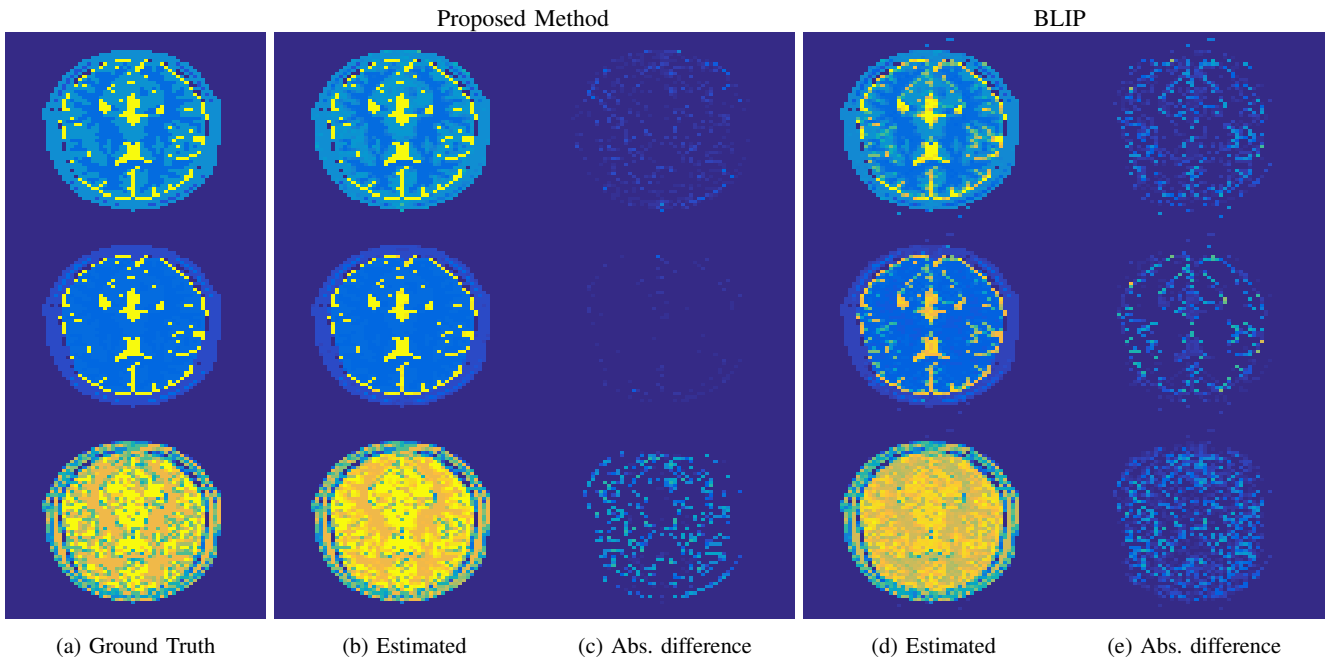 Proposed Method
BLIP
(a) Ground Truth
(b) Estimated
(c) Abs. difference
(d) Estimated
(e) Abs. difference